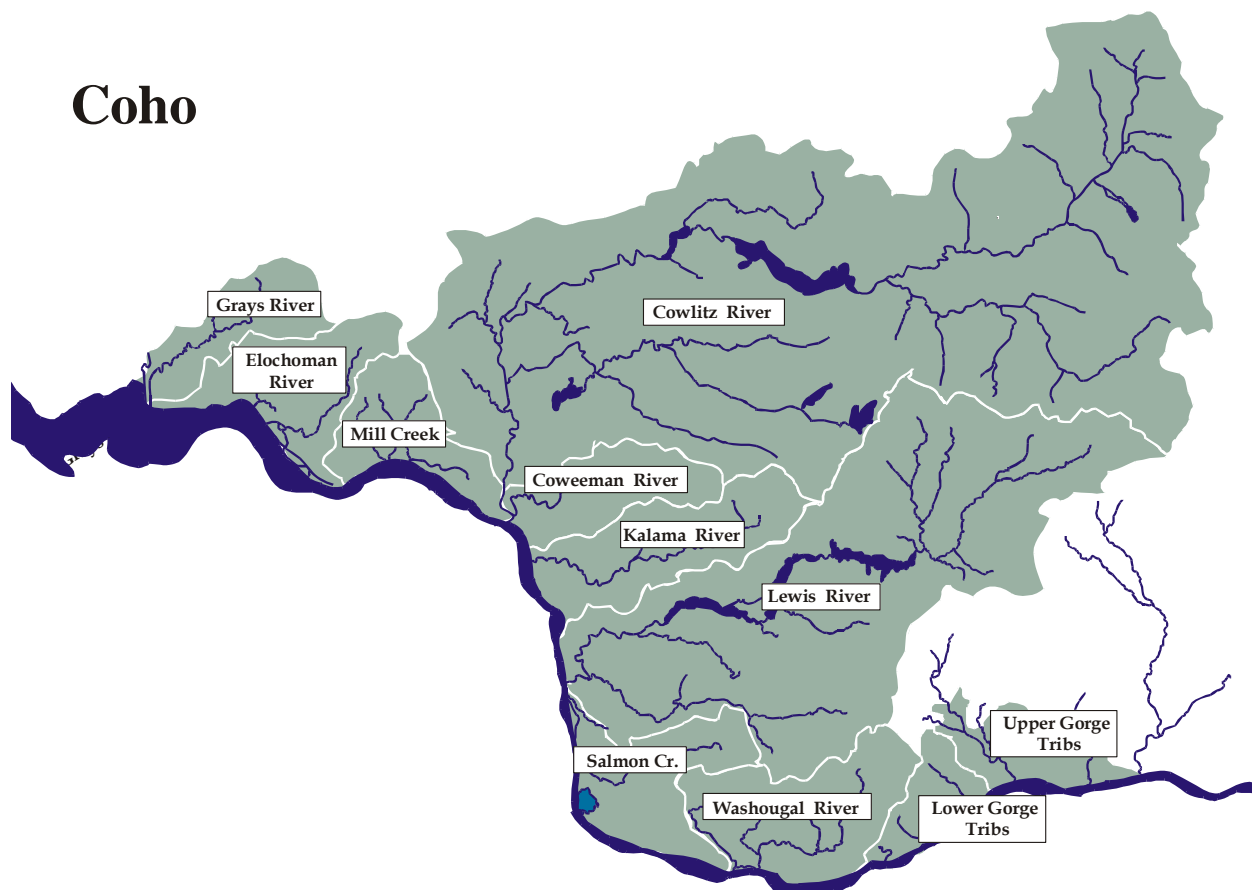 Coho
Grays River
Elochoman
River
Mill Creek
Cowlitz River
Coweeman River
Kalama River
Lewis River
Salmon Cr.
Washougal River
Upper Gorge
Tribs
Lower Gorge
Tribs